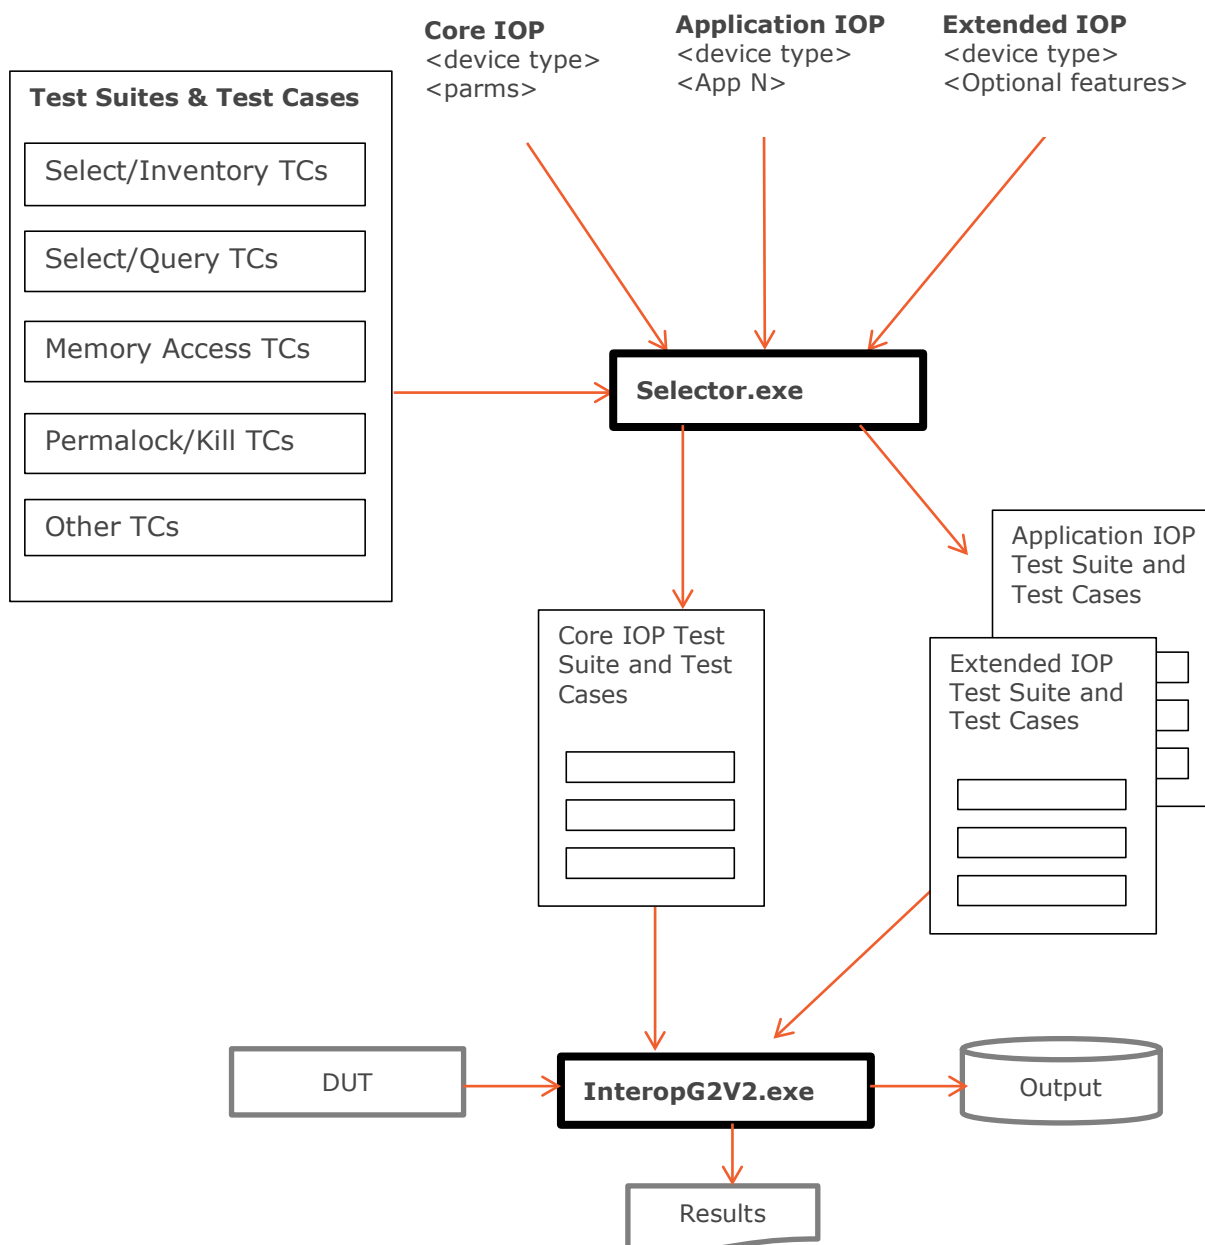 Core IOP
<device type>
<parms>
Application IOP
<device type>
<App N>
Extended IOP
<device type>
<Optional features>
Test Suites & Test Cases
Select/Inventory TCs
Select/Query TCs
Memory Access TCs
Permalock/Kill TCs
Other TCs
Selector.exe
Application IOP
Test Suite and
Test Cases
Core IOP Test
Suite and Test
Cases
Extended IOP
Test Suite and
Test Cases
DUT
InteropG2V2.exe
Output
Results